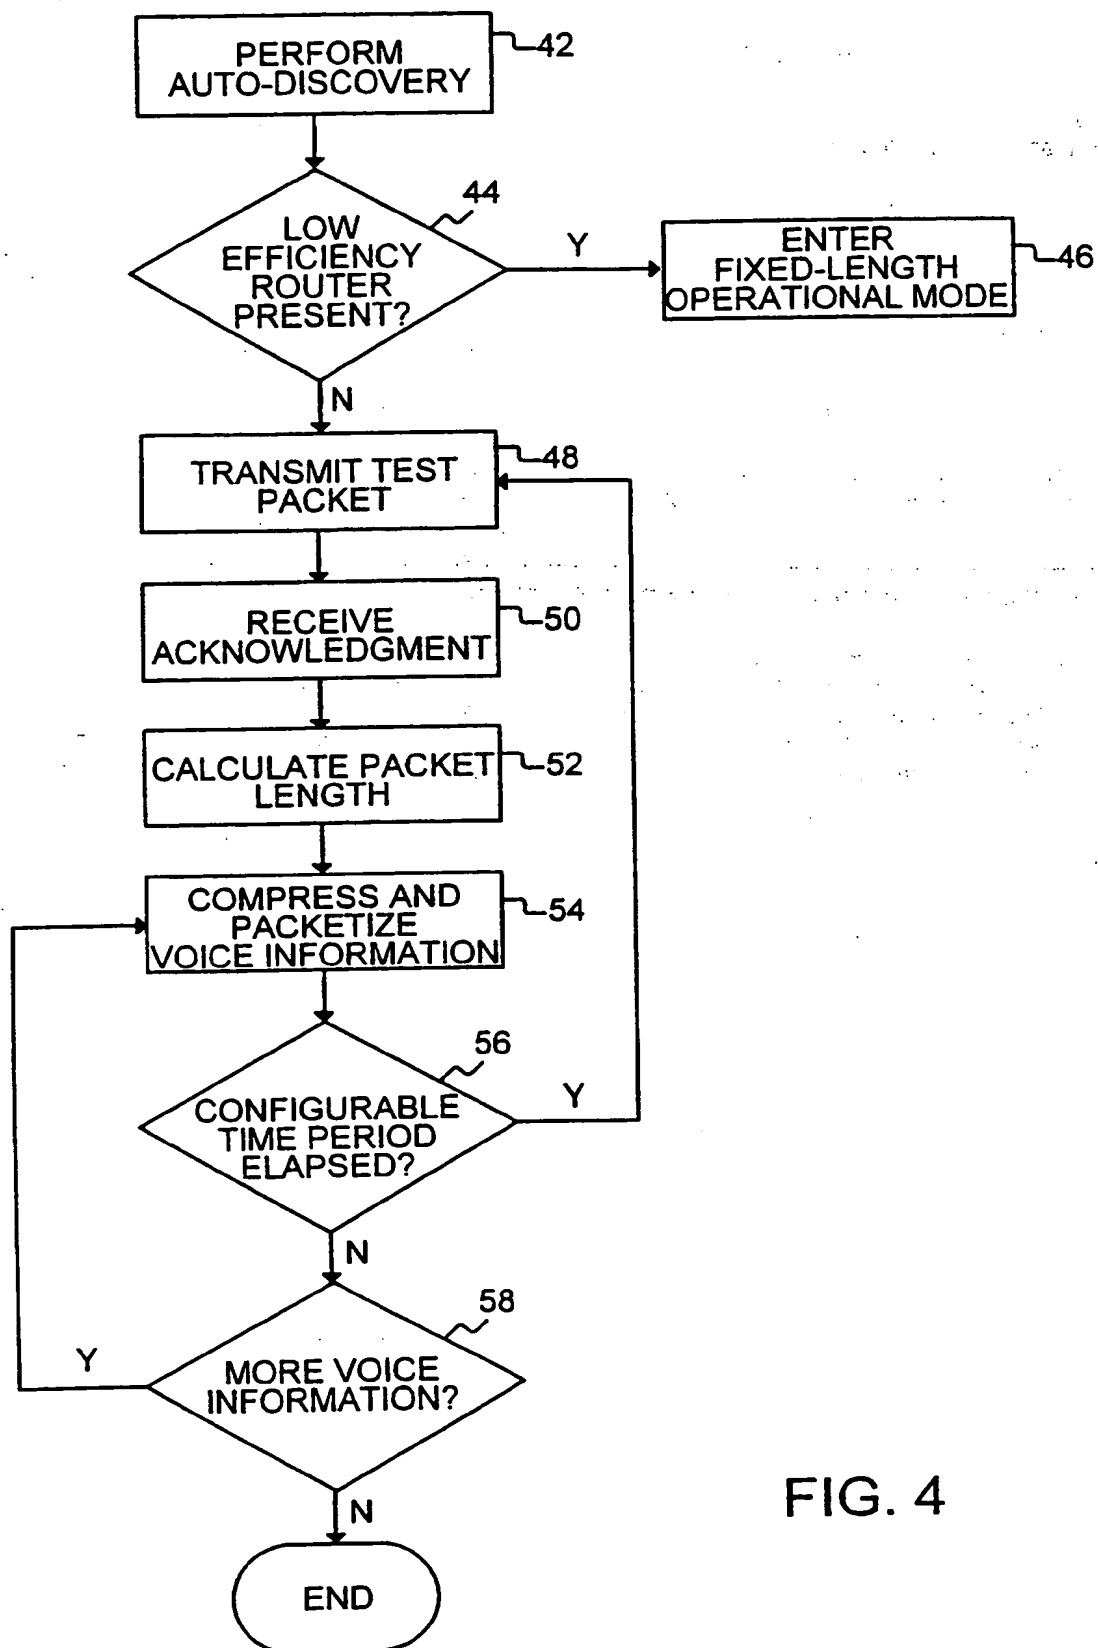 PERFORM
AUTO-DISCOVERY
42
44
LOW
EFFICIENCY
ROUTER
PRESENT?
Y
ENTER
FIXED-LENGTH
OPERATIONAL MODE
46
N
TRANSMIT TEST
PACKET
48
RECEIVE
ACKNOWLEDGMENT
50
CALCULATE PACKET
LENGTH
52
COMPRESS AND
PACKETIZE
VOICE INFORMATION
54
56
CONFIGURABLE
TIME PERIOD
ELAPSED?
Y
N
58
MORE VOICE
INFORMATION?
Y
N
END
FIG. 4